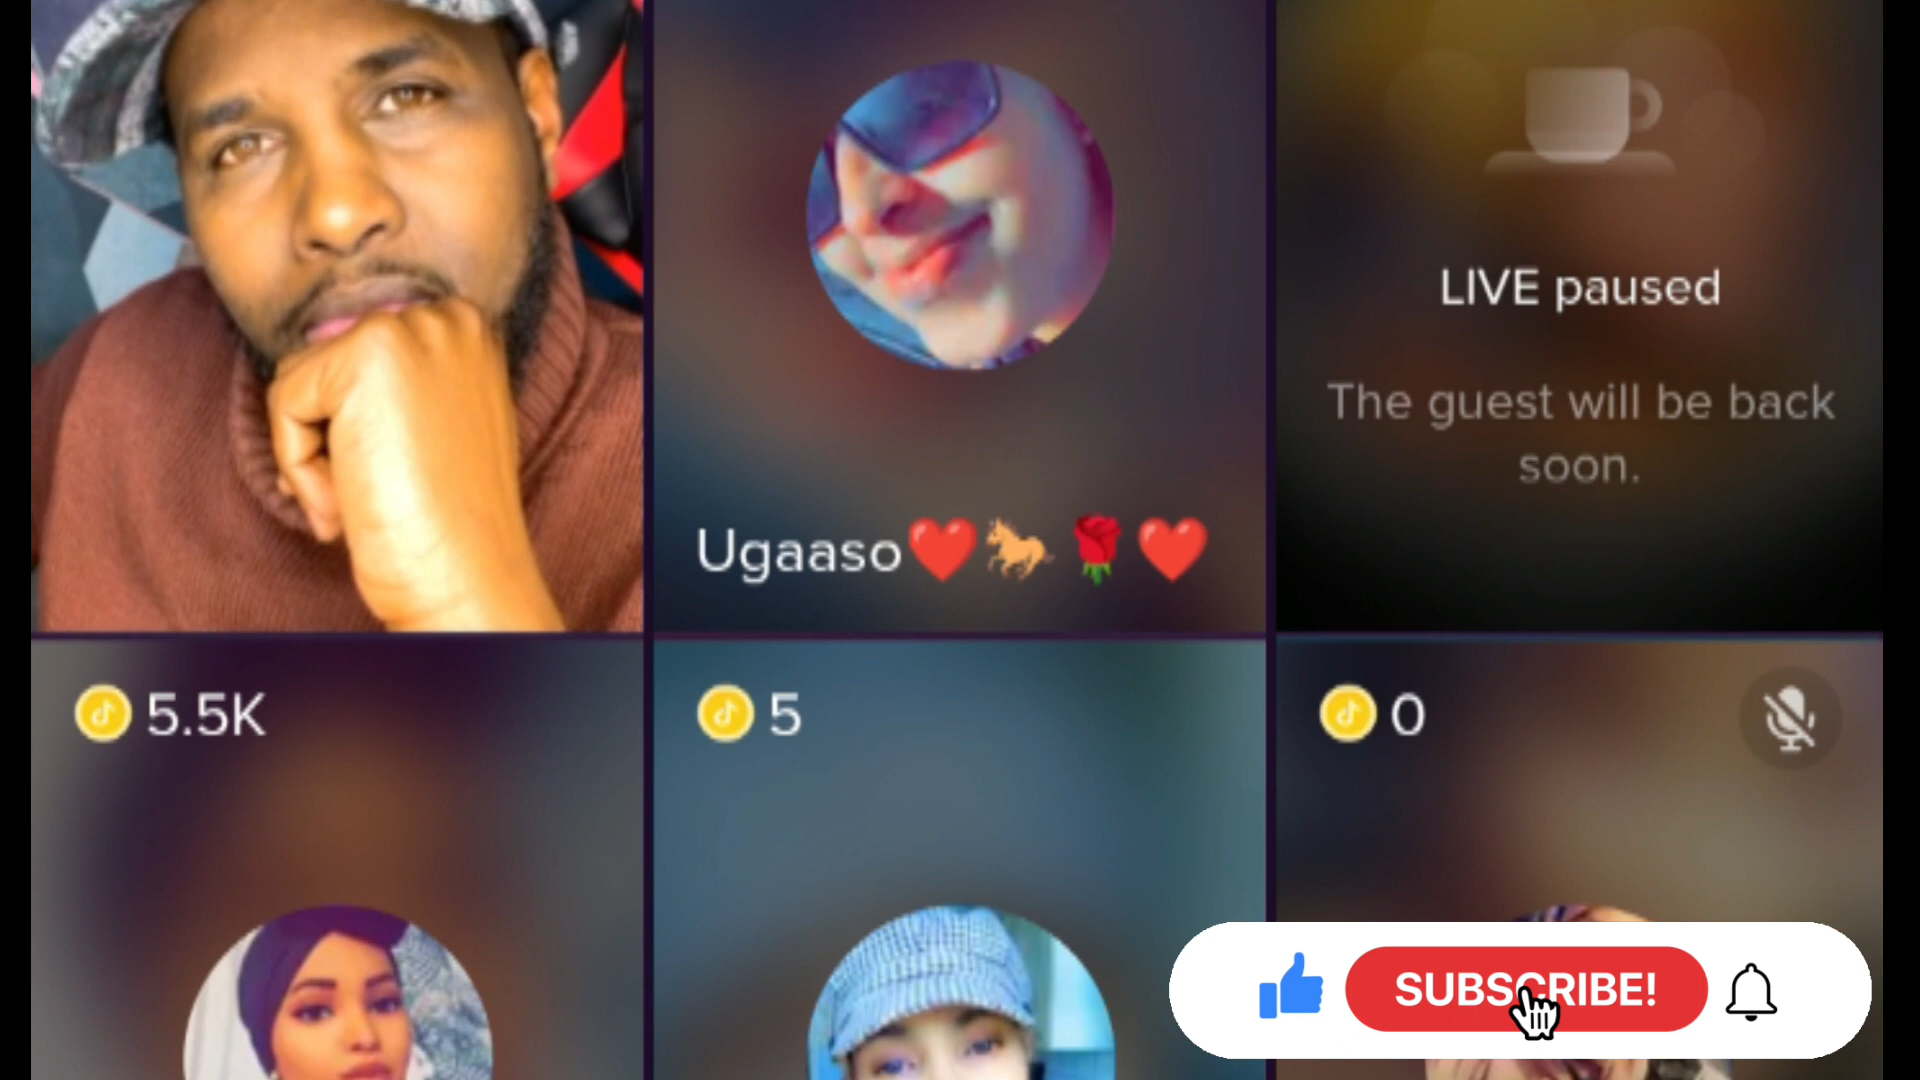 LIVE paused
The guest will be back
soon.
Ugaaso❤️🐎🌹❤️
5.5K
5
0
SUBSCRIBE!